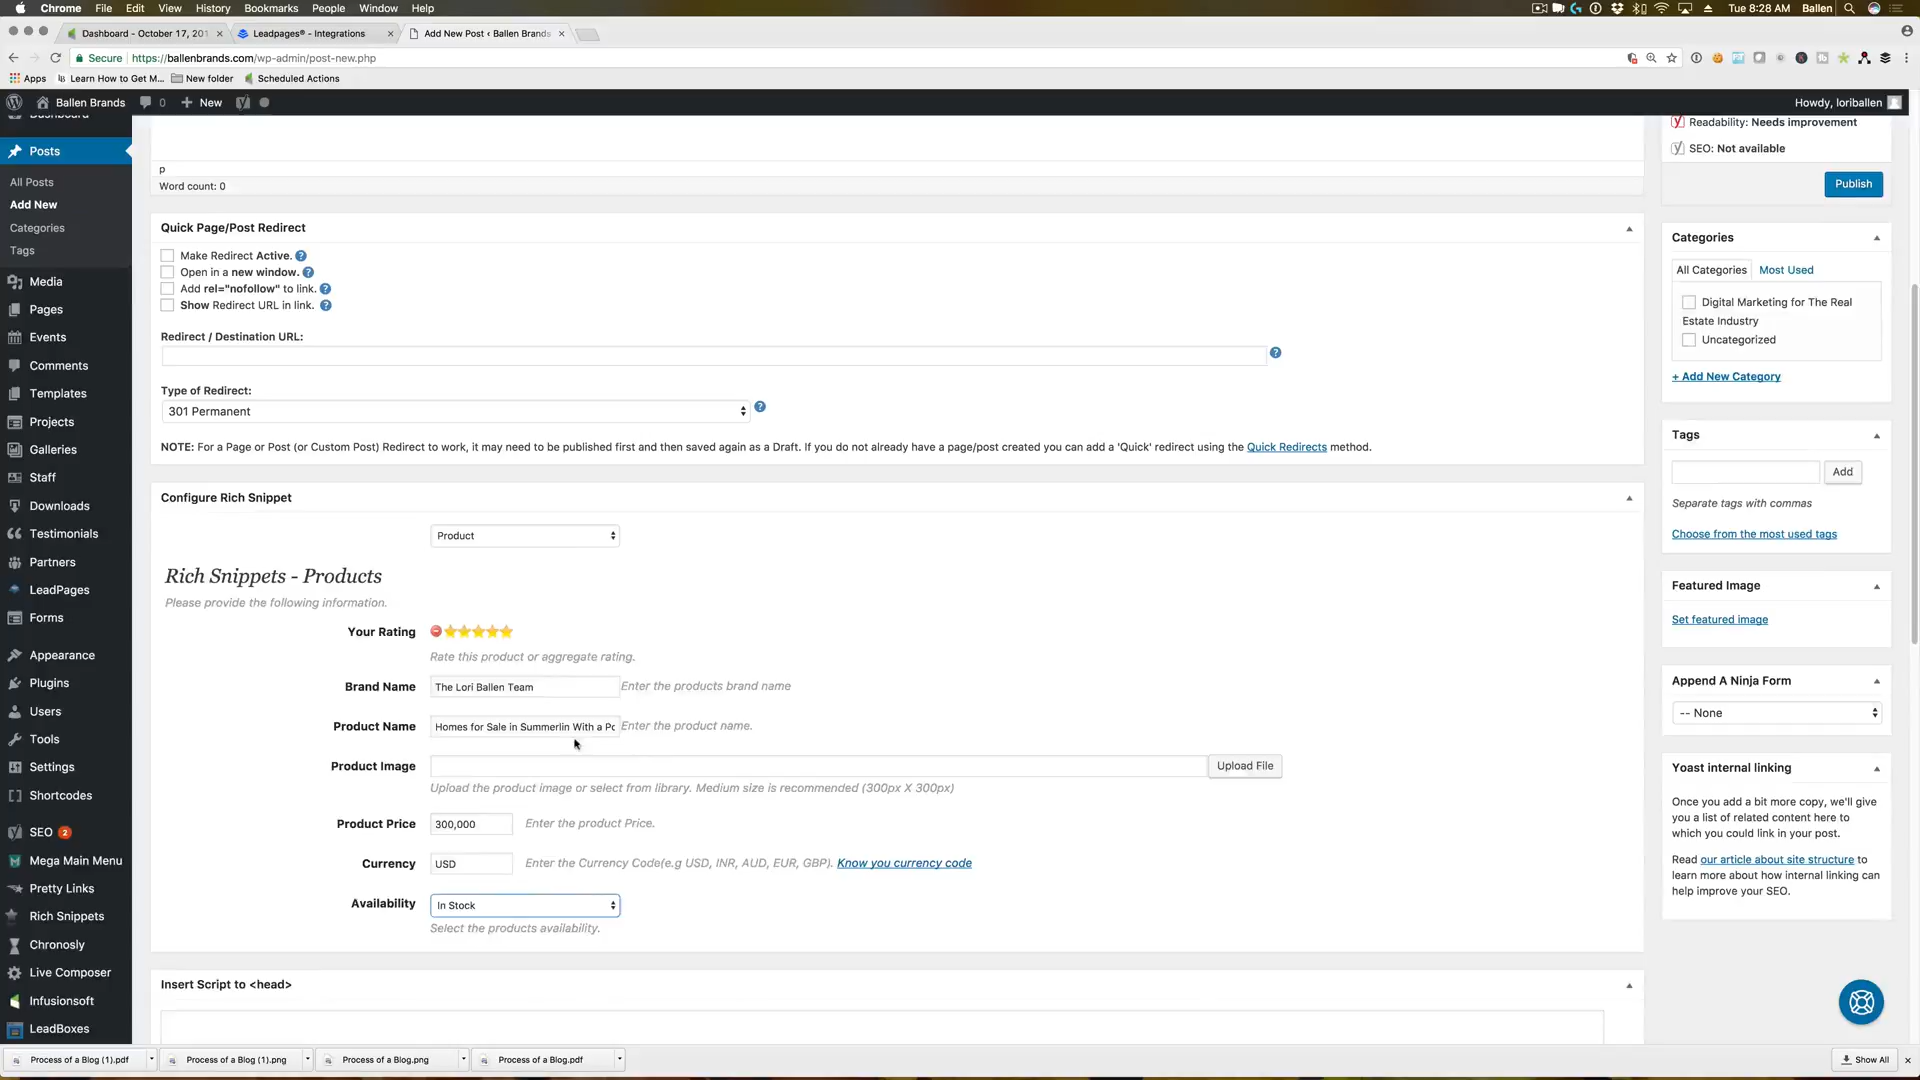 Chrome File Edit View History Bookmarks People Window Help
Tue 8:28 AM Ballen
Dashboard - October 17, 201
Leadpages® - Integrations
Add New Post ‹ Ballen Brands
Secure https://ballenbrands.com/wp-admin/post-new.php
Apps Learn How to Get M... New folder Scheduled Actions
Ballen Brands 0 New
Howdy, loriballen
Dashboard
Posts
All Posts
Add New
Categories
Tags
Media
Pages
Events
Comments
Templates
Projects
Galleries
Staff
Downloads
Testimonials
Partners
LeadPages
Forms
Appearance
Plugins
Users
Tools
Settings
Shortcodes
SEO 2
Mega Main Menu
Pretty Links
Rich Snippets
Chronosly
Live Composer
Infusionsoft
LeadBoxes
p
Word count: 0
Quick Page/Post Redirect
Make Redirect Active.
Open in a new window.
Add rel="nofollow" to link.
Show Redirect URL in link.
Redirect / Destination URL:
Type of Redirect:
301 Permanent
NOTE: For a Page or Post (or Custom Post) Redirect to work, it may need to be published first and then saved again as a Draft. If you do not already have a page/post created you can add a 'Quick' redirect using the Quick Redirects method.
Configure Rich Snippet
Product
Rich Snippets - Products
Please provide the following information.
Your Rating
Rate this product or aggregate rating.
Brand Name The Lori Ballen Team Enter the products brand name
Product Name Homes for Sale in Summerlin With a Po Enter the product name.
Product Image Upload File
Upload the product image or select from library. Medium size is recommended (300px X 300px)
Product Price 300,000 Enter the product Price.
Currency USD Enter the Currency Code(e.g USD, INR, AUD, EUR, GBP). Know you currency code
Availability In Stock
Select the products availability.
Insert Script to <head>
Readability: Needs improvement
SEO: Not available
Publish
Categories
All Categories Most Used
Digital Marketing for The Real
Estate Industry
Uncategorized
+ Add New Category
Tags
Add
Separate tags with commas
Choose from the most used tags
Featured Image
Set featured image
Append A Ninja Form
-- None
Yoast internal linking
Once you add a bit more copy, we'll give
you a list of related content here to
which you could link in your post.
Read our article about site structure to
learn more about how internal linking can
help improve your SEO.
Process of a Blog (1).pdf
Process of a Blog (1).png
Process of a Blog.png
Process of a Blog.pdf
Show All